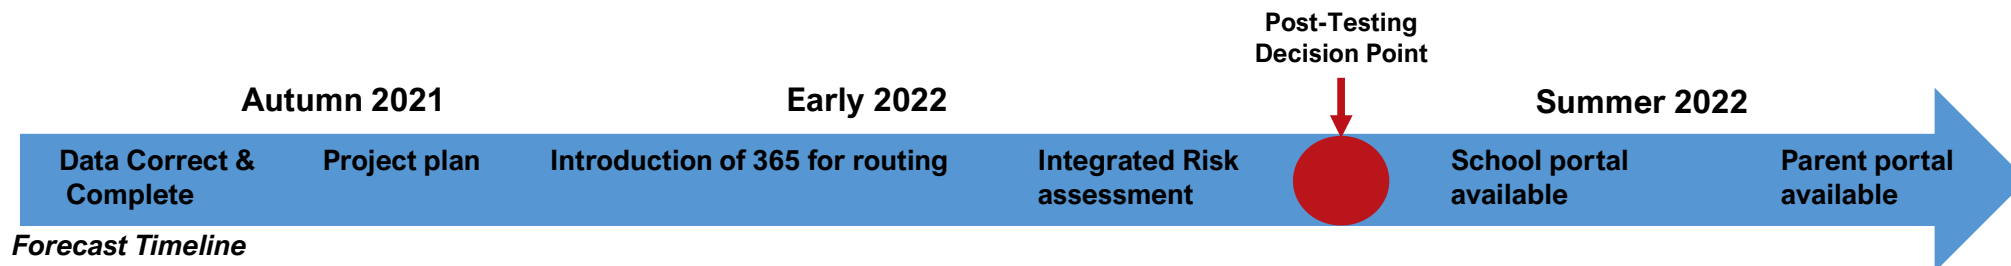 Post-Testing
Decision Point
Autumn 2021
Early 2022
Summer 2022
Data Correct &
Complete
Project plan
Introduction of 365 for routing
Integrated Risk
assessment
School portal
available
Parent portal
available
Forecast Timeline